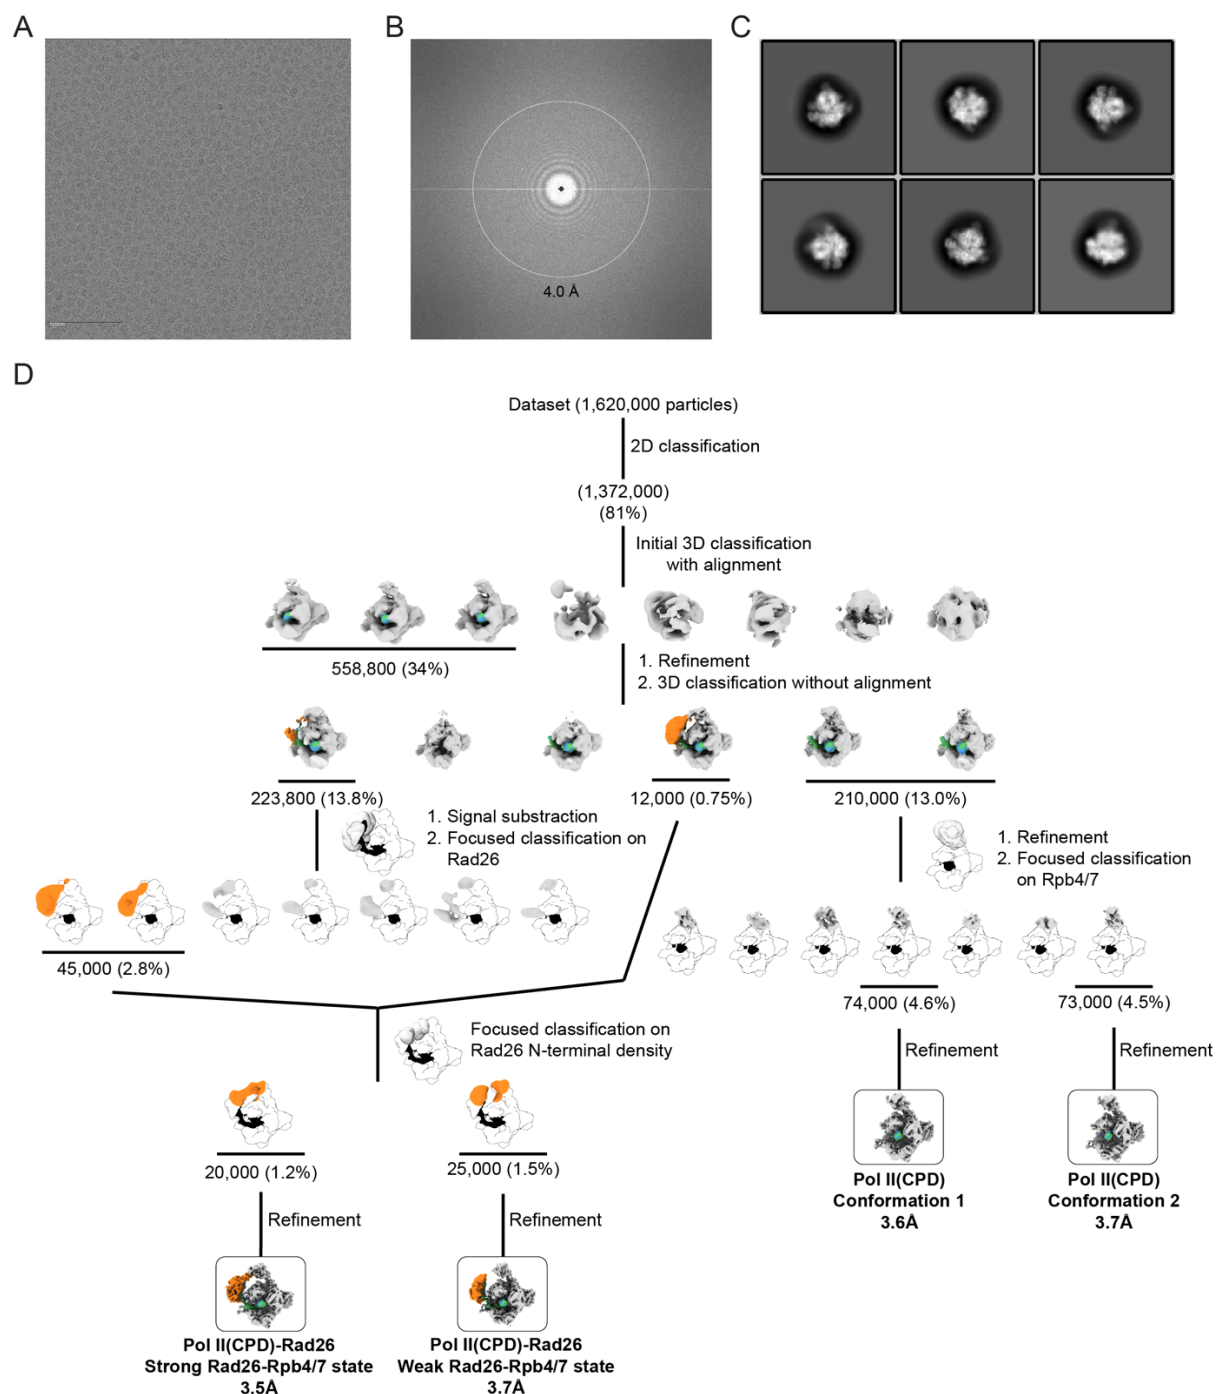 A
B
C
4.0 Å
D
Dataset (1,620,000 particles)
2D classification
(1,372,000)
(81%)
Initial 3D classification
with alignment
558,800 (34%)
1. Refinement
2. 3D classification without alignment
223,800 (13.8%)
12,000 (0.75%)
210,000 (13.0%)
1. Signal substraction
2. Focused classification on
Rad26
1. Refinement
2. Focused classification
on Rpb4/7
45,000 (2.8%)
74,000 (4.6%)
73,000 (4.5%)
Focused classification on
Rad26 N-terminal density
Refinement
Refinement
20,000 (1.2%)
25,000 (1.5%)
Pol II(CPD)
Conformation 1
3.6Å
Pol II(CPD)
Conformation 2
3.7Å
Refinement
Refinement
Pol II(CPD)-Rad26
Strong Rad26-Rpb4/7 state
3.5Å
Pol II(CPD)-Rad26
Weak Rad26-Rpb4/7 state
3.7Å